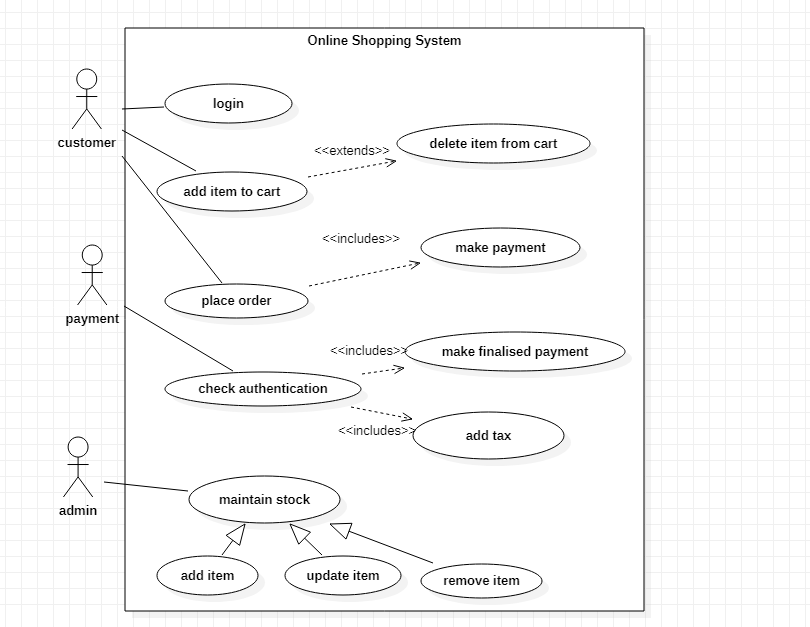 Online Shopping System
login
customer
<<extends>>
delete item from cart
add item to cart
<<includes>>
make payment
place order
payment
<<includes>>
make finalised payment
check authentication
<<includes>>
add tax
admin
maintain stock
add item
update item
remove item